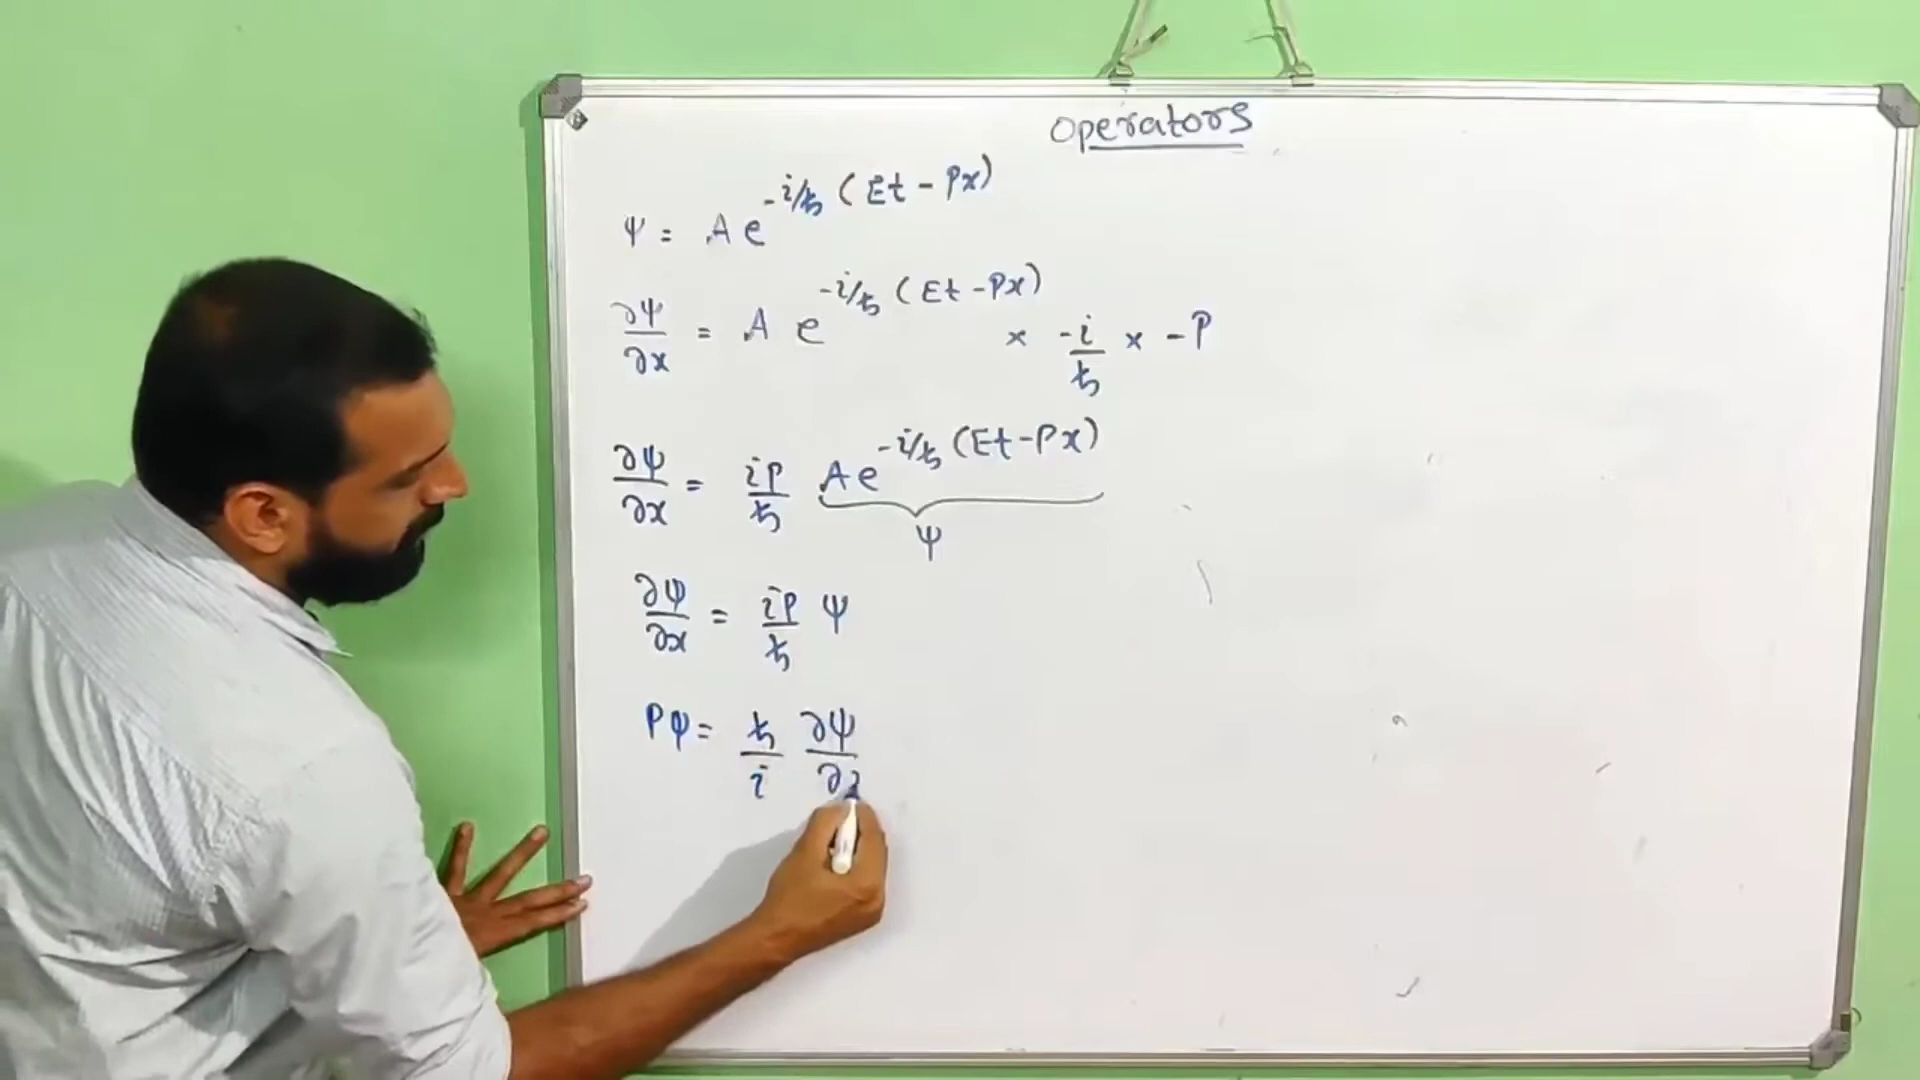 Operators
Ψ = A e^{-i/ħ (Et - Px)}
∂Ψ/∂x = A e^{-i/ħ (Et - Px)} × -i/ħ × -P
∂Ψ/∂x = iP/ħ A e^{-i/ħ (Et - Px)}
Ψ
∂Ψ/∂x = iP/ħ Ψ
PΨ = ħ/i ∂Ψ/∂x